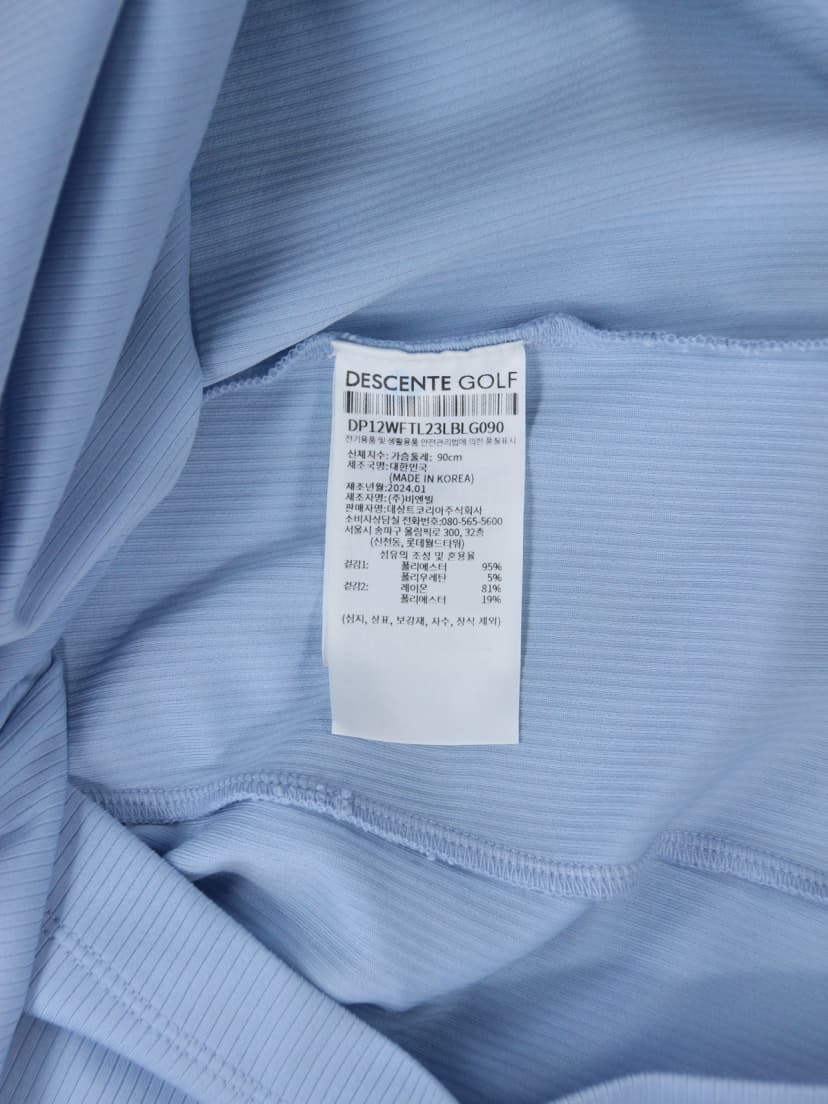 DESCENTE GOLF
DP12WFTL23LBLG090
전기용품 및 생활용품 안전관리법에 의한 품질표시
신체치수: 가슴둘레: 90cm
제조국명:대한민국
(MADE IN KOREA)
제조년월:2024.01
제조자명:(주)비엔빌
판매자명:데상트코리아주식회사
소비자상담실 전화번호:080-565-5600
서울시 송파구 올림픽로 300, 32층
(신천동, 롯데월드타워)
섬유의 조성 및 혼용율
겉감1: 폴리에스터 95%
폴리우레탄 5%
겉감2: 레이온 81%
폴리에스터 19%
(심지, 상표, 보강재, 자수, 장식 제외)